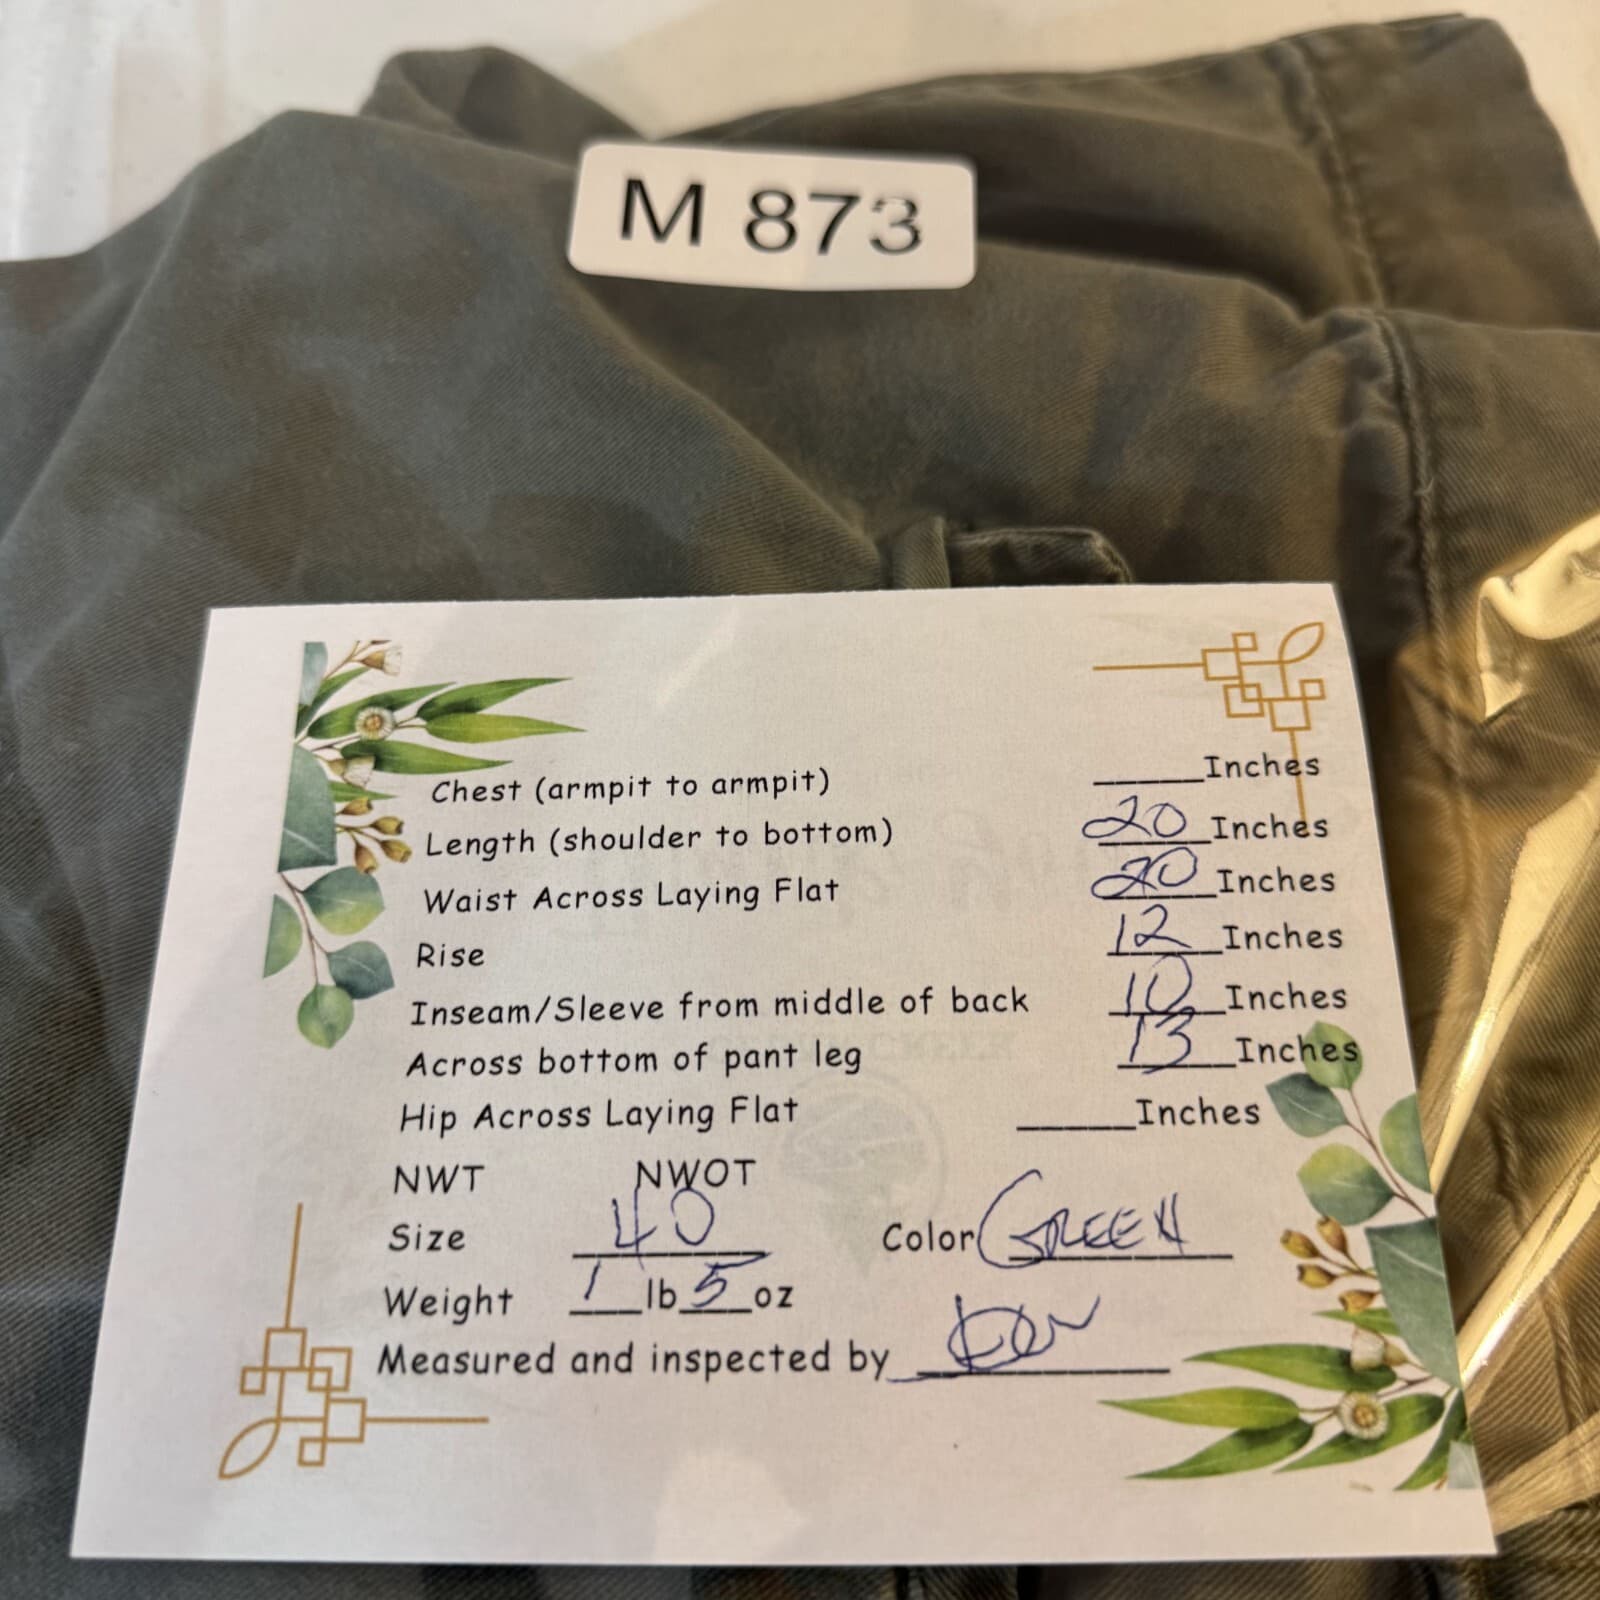 M 873
Chest (armpit to armpit) _____Inches
Length (shoulder to bottom) 20 Inches
Waist Across Laying Flat 20 Inches
Rise 12 Inches
Inseam/Sleeve from middle of back 10 Inches
Across bottom of pant leg 13 Inches
Hip Across Laying Flat _____Inches
NWT NWOT
Size 40 Color GREEN
Weight 1 lb 5 oz
Measured and inspected by